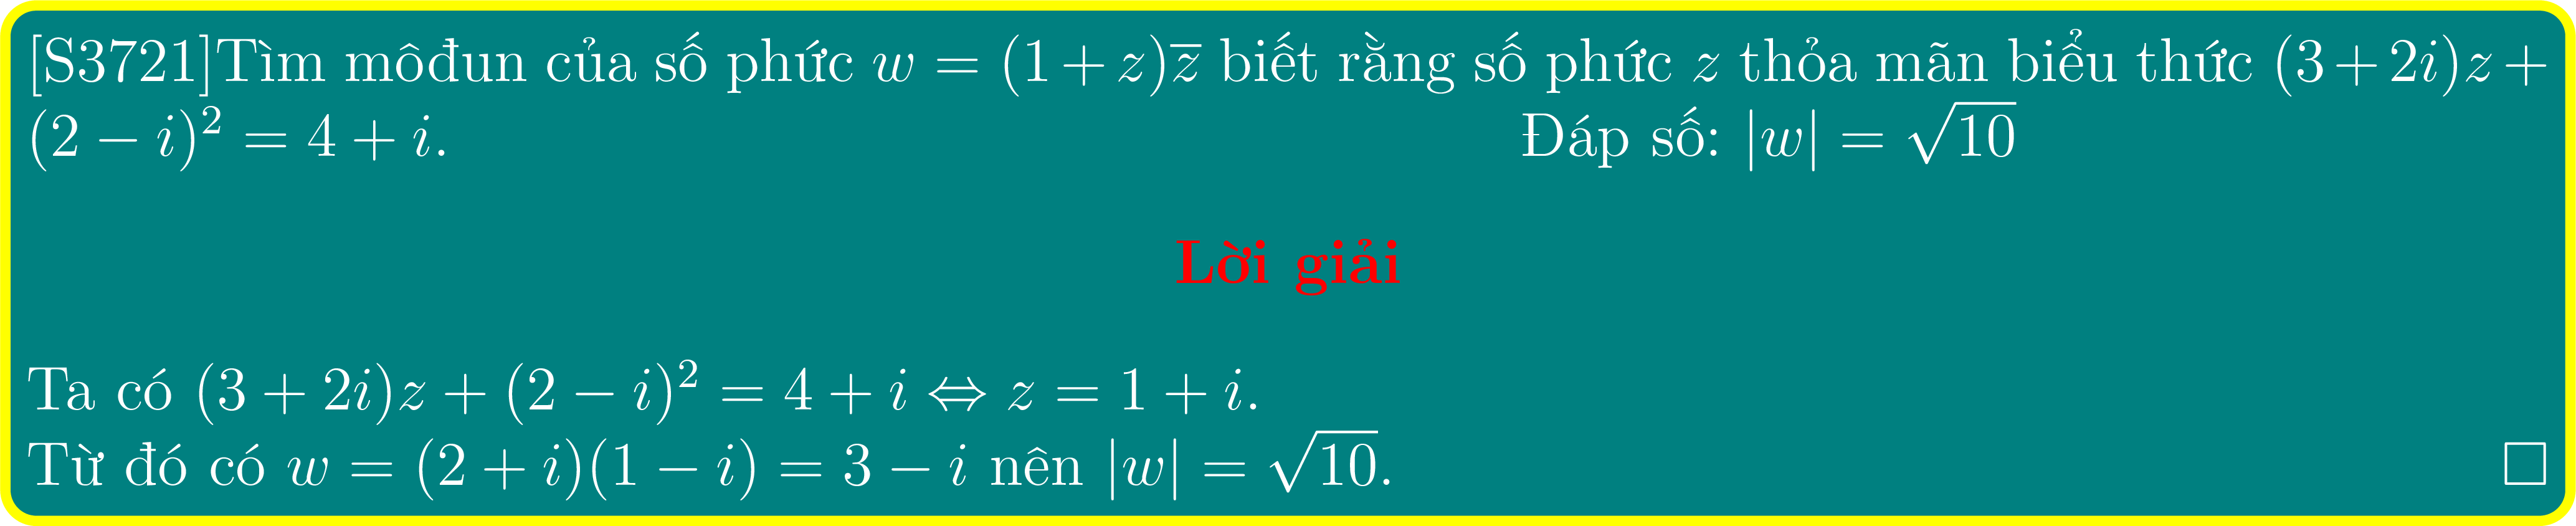 [S3721]Tìm môđun của số phức $w = (1 + z)\overline{z}$ biết rằng số phức $z$ thỏa mãn biểu thức $(3 + 2i)z +$
$(2 - i)^2 = 4 + i.$ Đáp số: $|w| = \sqrt{10}$
Lời giải
Ta có $(3 + 2i)z + (2 - i)^2 = 4 + i \Leftrightarrow z = 1 + i.$
Từ đó có $w = (2 + i)(1 - i) = 3 - i$ nên $|w| = \sqrt{10}.$ □